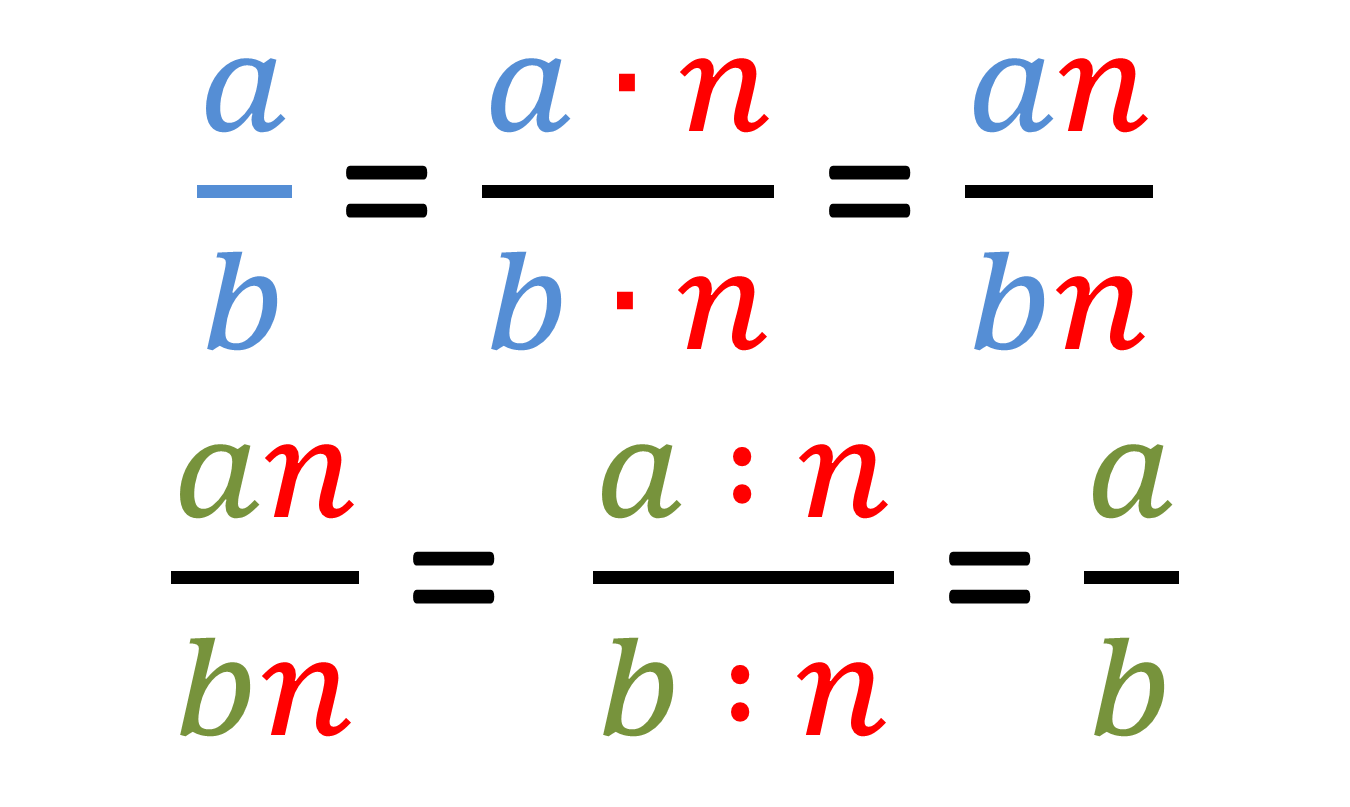 a/b = a · n/b · n = an/bn
an/bn = a : n/b : n = a/b